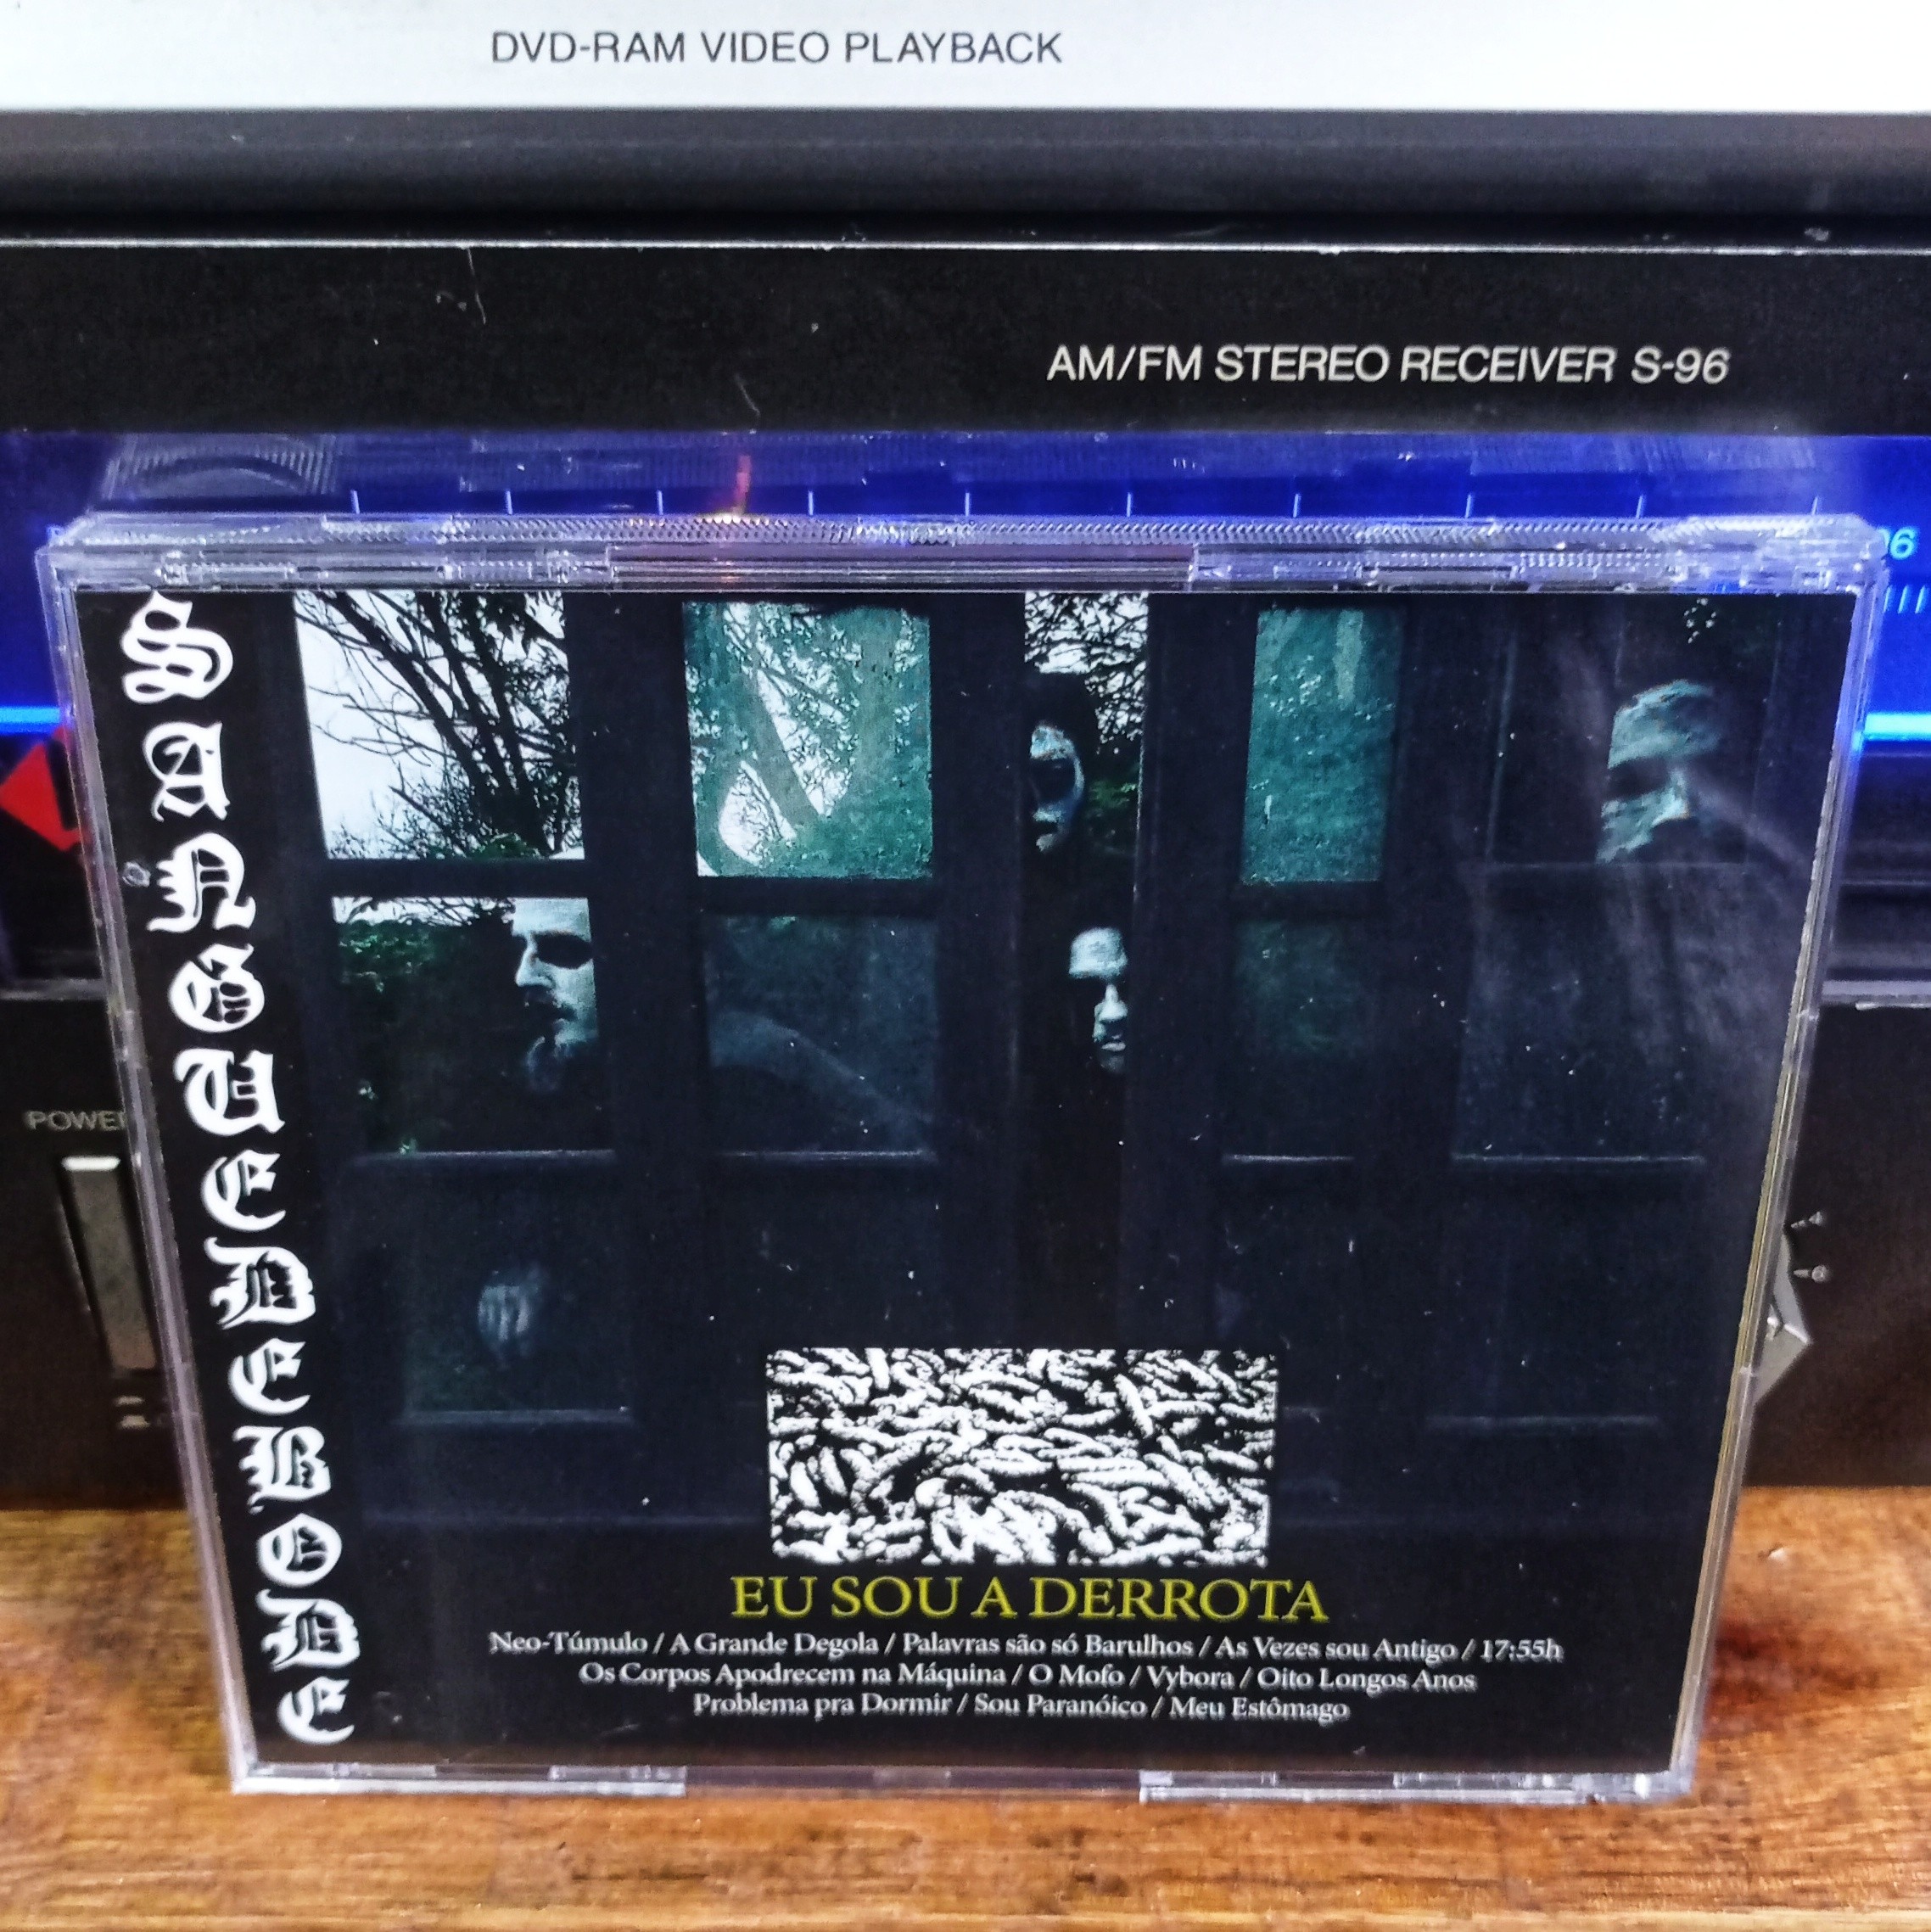 DVD-RAM VIDEO PLAYBACK
AM/FM STEREO RECEIVER S-96
96
POWER
SANGUE DE BODE
EU SOU A DERROTA
Neo-Túmulo / A Grande Degola / Palavras são só Barulhos / As Vezes sou Antigo / 17:55h
Os Corpos Apodrecem na Máquina / O Mofo / Vybora / Oito Longos Anos
Problema pra Dormir / Sou Paranóico / Meu Estômago